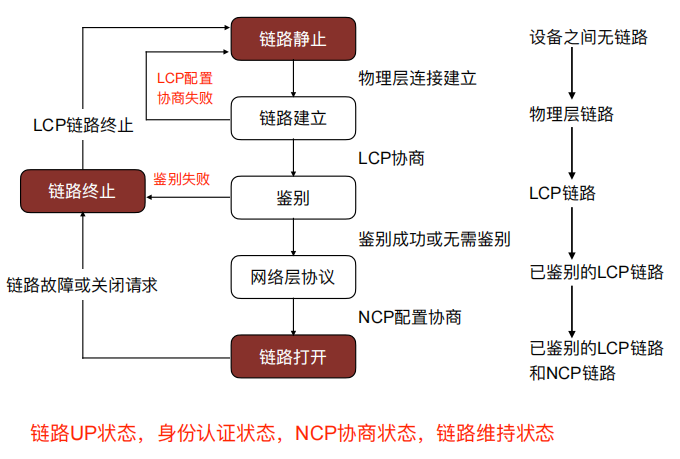 链路静止
设备之间无链路
LCP配置
协商失败
物理层连接建立
链路建立
物理层链路
LCP链路终止
LCP协商
链路终止
鉴别失败
鉴别
LCP链路
鉴别成功或无需鉴别
网络层协议
已鉴别的LCP链路
链路故障或关闭请求
NCP配置协商
链路打开
已鉴别的LCP链路
和NCP链路
链路UP状态，身份认证状态，NCP协商状态，链路维持状态